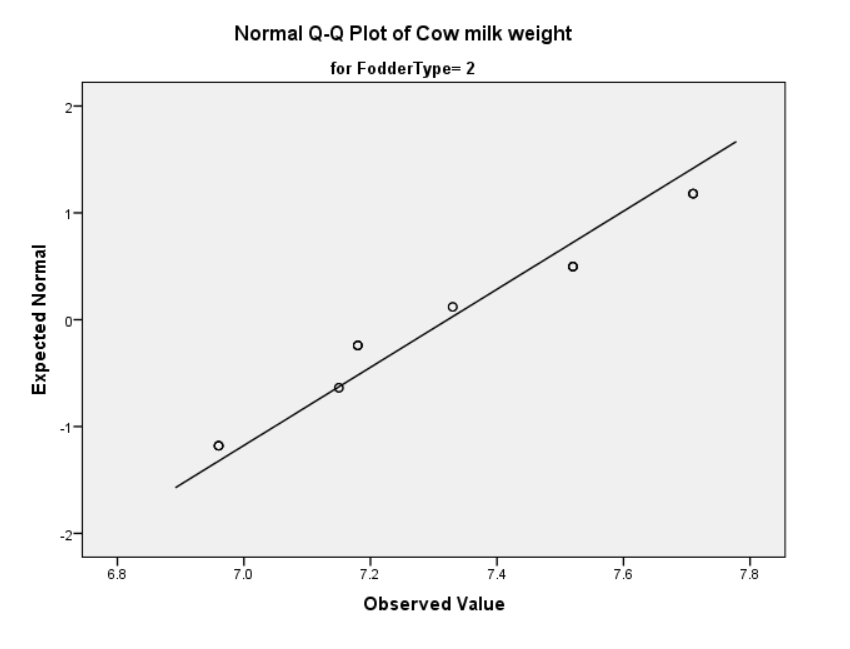 Normal Q-Q Plot of Cow milk weight
for FodderType= 2
Expected Normal
2
1
0
-1
-2
6.8 7.0 7.2 7.4 7.6 7.8
Observed Value